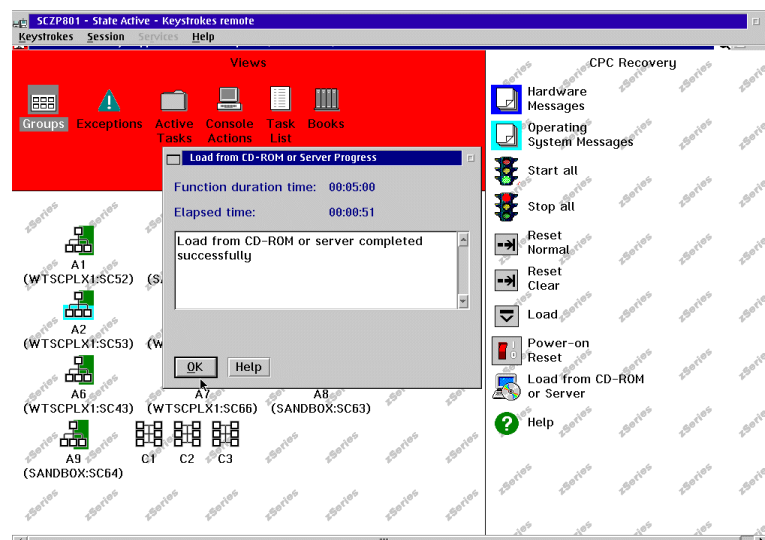 SCZP801 - State Active - Keystrokes remote
Keystrokes Session Services Help
Views
Groups Exceptions Active Tasks Console Actions Task List Books
CPC Recovery
Hardware
Messages
Operating
System Messages
Start all
Stop all
Reset
Normal
Reset
Clear
Load
Power-on
Reset
Load from CD-ROM
or Server
Help
Load from CD-ROM or Server Progress
Function duration time: 00:05:00
Elapsed time: 00:00:51
Load from CD-ROM or server completed
successfully
OK Help
A1
(WTSCPLX1:SC52) (S
A2
(WTSCPLX1:SC53) (W
A6 A7 A8
(WTSCPLX1:SC43) (WTSCPLX1:SC66) (SANDBOX:SC63)
A9 C1 C2 C3
(SANDBOX:SC64)
zSeries